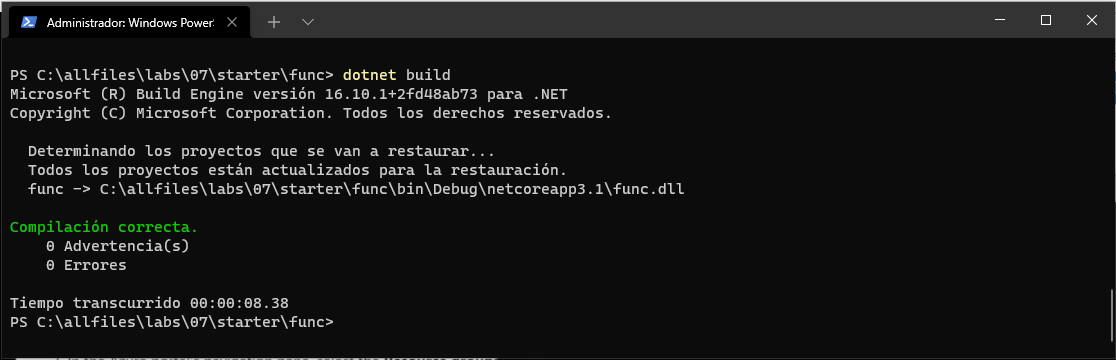 Administrador: Windows Power
PS C:\allfiles\labs\07\starter\func> dotnet build
Microsoft (R) Build Engine versión 16.10.1+2fd48ab73 para .NET
Copyright (C) Microsoft Corporation. Todos los derechos reservados.
Determinando los proyectos que se van a restaurar...
Todos los proyectos están actualizados para la restauración.
func -> C:\allfiles\labs\07\starter\func\bin\Debug\netcoreapp3.1\func.dll
Compilación correcta.
0 Advertencia(s)
0 Errores
Tiempo transcurrido 00:00:08.38
PS C:\allfiles\labs\07\starter\func>